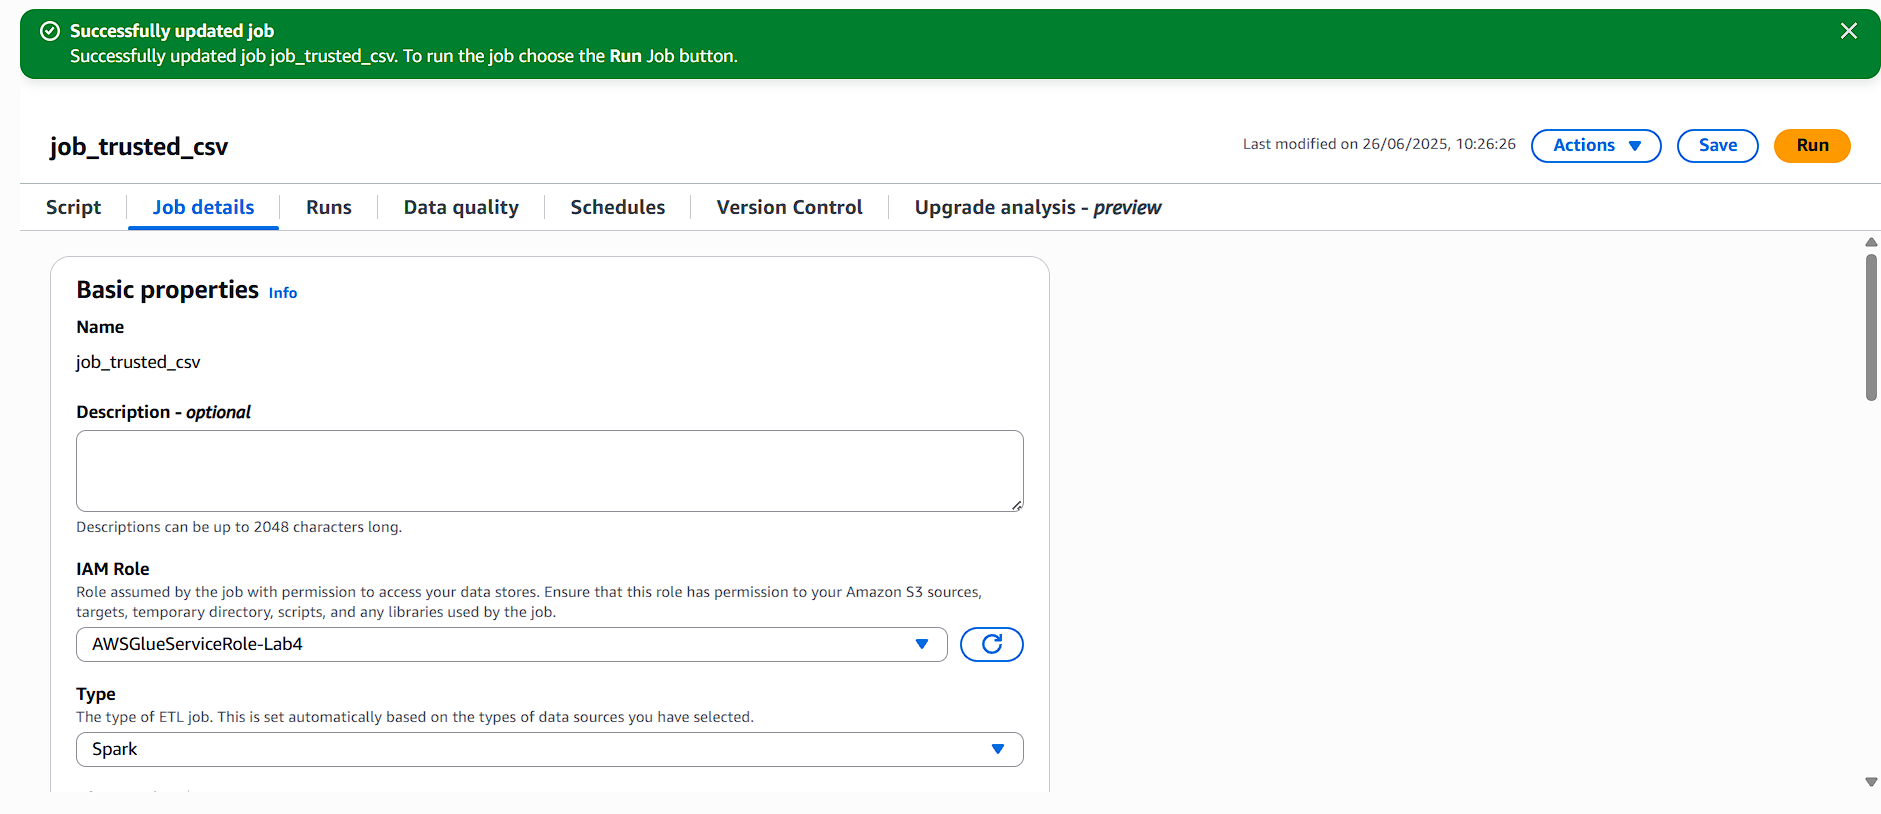 Successfully updated job
Successfully updated job job_trusted_csv. To run the job choose the Run Job button.
job_trusted_csv
Last modified on 26/06/2025, 10:26:26
Actions
Save
Run
Script
Job details
Runs
Data quality
Schedules
Version Control
Upgrade analysis - preview
Basic properties Info
Name
job_trusted_csv
Description - optional
Descriptions can be up to 2048 characters long.
IAM Role
Role assumed by the job with permission to access your data stores. Ensure that this role has permission to your Amazon S3 sources,
targets, temporary directory, scripts, and any libraries used by the job.
AWSGlueServiceRole-Lab4
Type
The type of ETL job. This is set automatically based on the types of data sources you have selected.
Spark